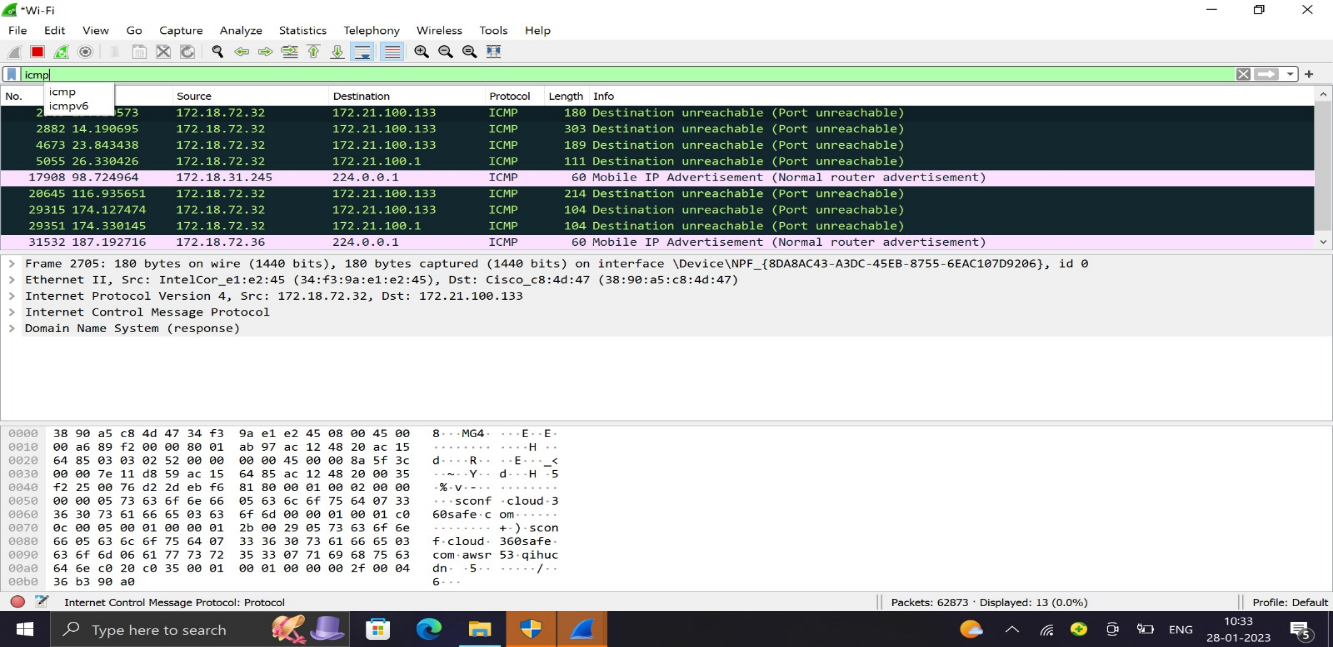 *Wi-Fi
File Edit View Go Capture Analyze Statistics Telephony Wireless Tools Help
icmp
icmp
icmpv6
No. Source Destination Protocol Length Info
172.18.72.32 172.21.100.133 ICMP 180 Destination unreachable (Port unreachable)
2882 14.190695 172.18.72.32 172.21.100.133 ICMP 303 Destination unreachable (Port unreachable)
4673 23.843438 172.18.72.32 172.21.100.133 ICMP 189 Destination unreachable (Port unreachable)
5055 26.330426 172.18.72.32 172.21.100.1 ICMP 111 Destination unreachable (Port unreachable)
17908 98.724964 172.18.31.245 224.0.0.1 ICMP 60 Mobile IP Advertisement (Normal router advertisement)
20645 116.935651 172.18.72.32 172.21.100.133 ICMP 214 Destination unreachable (Port unreachable)
29315 174.127474 172.18.72.32 172.21.100.133 ICMP 104 Destination unreachable (Port unreachable)
29351 174.330145 172.18.72.32 172.21.100.1 ICMP 104 Destination unreachable (Port unreachable)
31532 187.192716 172.18.72.36 224.0.0.1 ICMP 60 Mobile IP Advertisement (Normal router advertisement)
> Frame 2705: 180 bytes on wire (1440 bits), 180 bytes captured (1440 bits) on interface \Device\NPF_{8DA8AC43-A3DC-45EB-8755-6EAC107D9206}, id 0
> Ethernet II, Src: IntelCor_e1:e2:45 (34:f3:9a:e1:e2:45), Dst: Cisco_c8:4d:47 (38:90:a5:c8:4d:47)
> Internet Protocol Version 4, Src: 172.18.72.32, Dst: 172.21.100.133
> Internet Control Message Protocol
> Domain Name System (response)
0000 38 90 a5 c8 4d 47 34 f3 9a e1 e2 45 08 00 45 00 8···MG4· ···E··E·
0010 00 a6 89 f2 00 00 80 01 ab 97 ac 12 48 20 ac 15 ········ ····H ··
0020 64 85 03 03 02 52 00 00 00 00 45 00 00 8a 5f 3c d····R·· ··E···_<
0030 00 00 7e 11 d8 59 ac 15 64 85 ac 12 48 20 00 35 ··~··Y·· d···H ·5
0040 f2 25 00 76 d2 2d eb f6 81 80 00 01 00 02 00 00 ·%·v·-·· ········
0050 00 00 05 73 63 6f 6e 66 05 63 6c 6f 75 64 07 33 ···sconf ·cloud·3
0060 36 30 73 61 66 65 03 63 6f 6d 00 00 01 00 01 c0 60safe·c om······
0070 0c 00 05 00 01 00 00 01 2b 00 29 05 73 63 6f 6e ········ +·)·scon
0080 66 05 63 6c 6f 75 64 07 33 36 30 73 61 66 65 03 f·cloud· 360safe·
0090 63 6f 6d 06 61 77 73 72 35 33 07 71 69 68 75 63 com·awsr 53·qihuc
00a0 64 6e c0 20 c0 35 00 01 00 01 00 00 00 2f 00 04 dn· ·5·· ·····/··
00b0 36 b3 90 a0 6···
Internet Control Message Protocol: Protocol Packets: 62873 · Displayed: 13 (0.0%) Profile: Default
Type here to search ENG 10:33
28-01-2023 5